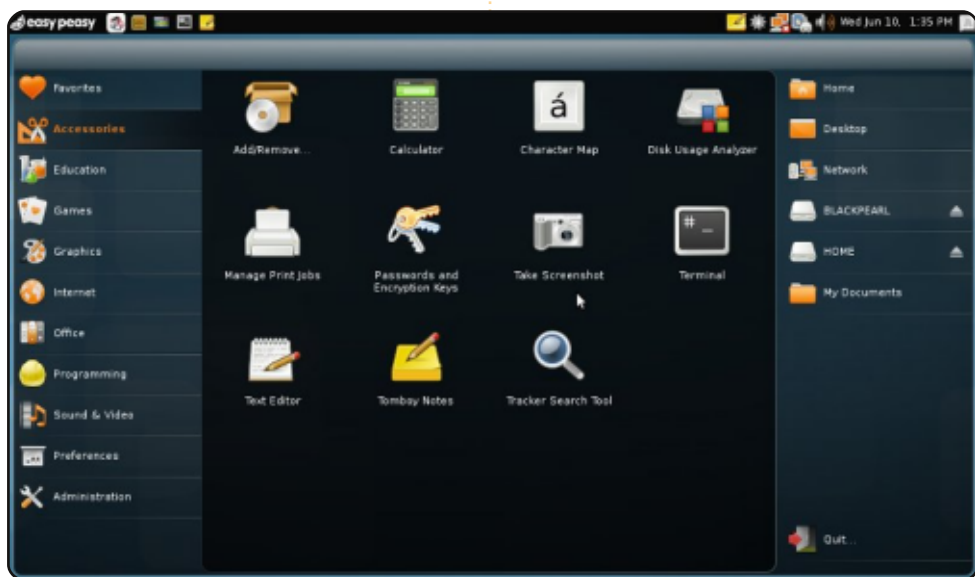 easy peasy
Wed Jun 10, 1:35 PM
Favorites
Accessories
Education
Games
Graphics
Internet
Office
Programming
Sound & Video
Preferences
Administration
Add/Remove...
Calculator
á
Character Map
Disk Usage Analyzer
Manage Print Jobs
Passwords and
Encryption Keys
Take Screenshot
# _
Terminal
Text Editor
Tomboy Notes
Tracker Search Tool
Home
Desktop
Network
BLACKPEARL
HOME
My Documents
Quit...